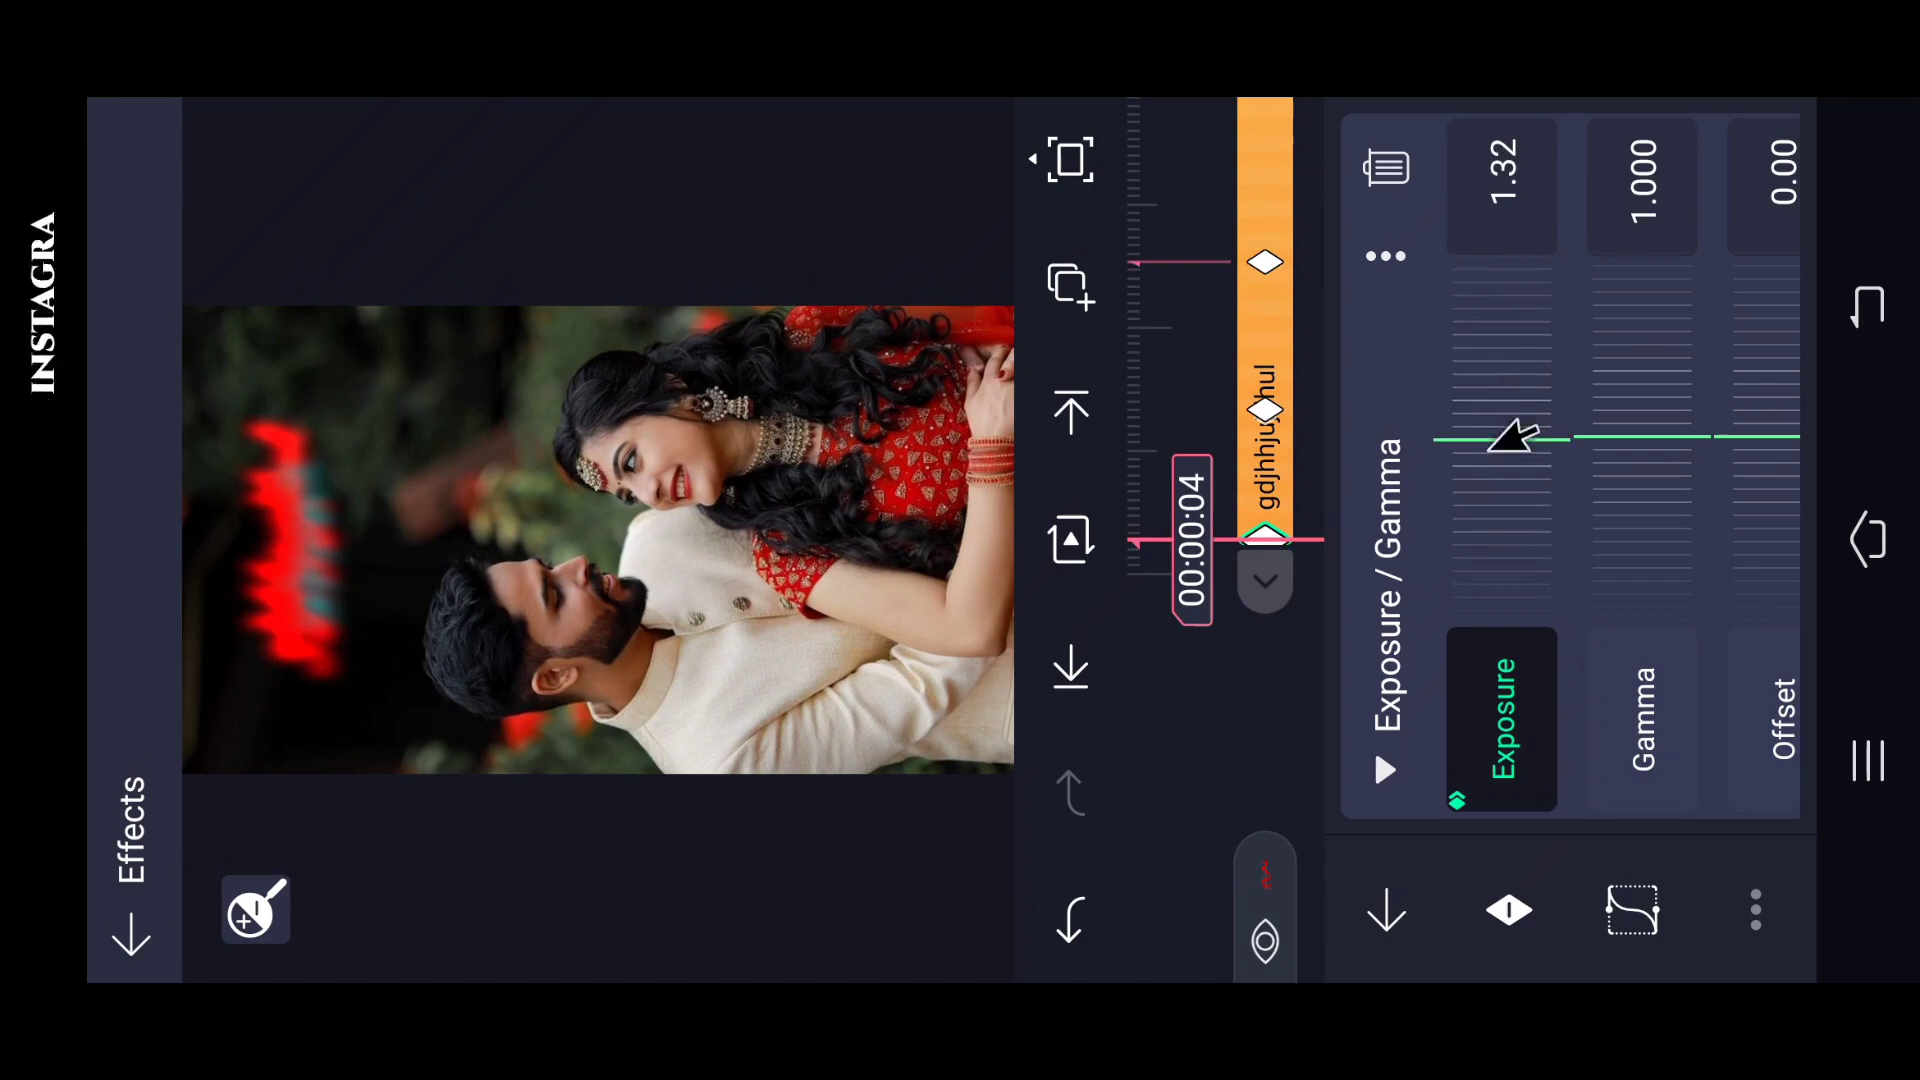 INSTAGRA
Effects
00:00:04
Exposure / Gamma
Exposure
1.32
Gamma
1.000
Offset
0.00